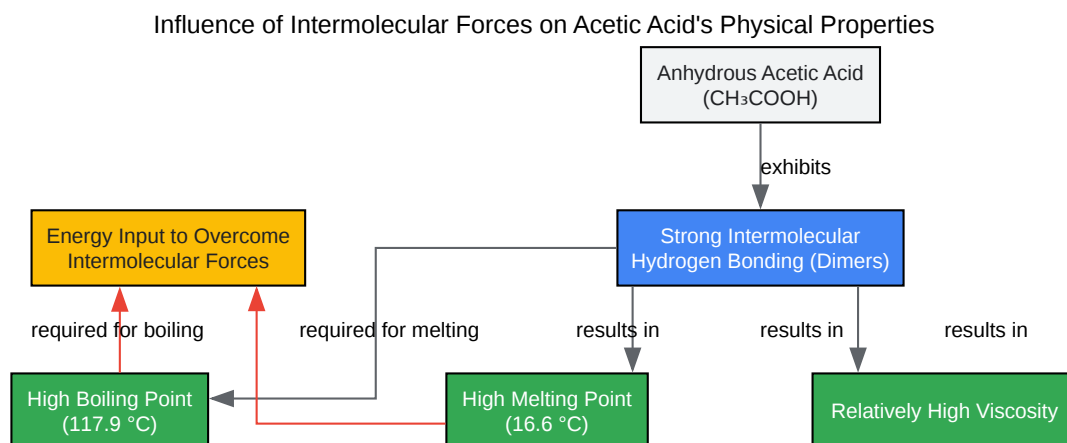 Influence of Intermolecular Forces on Acetic Acid's Physical Properties
Anhydrous Acetic Acid
(CH₃COOH)
exhibits
Energy Input to Overcome
Intermolecular Forces
Strong Intermolecular
Hydrogen Bonding (Dimers)
required for boiling
required for melting
results in
results in
results in
High Boiling Point
(117.9 °C)
High Melting Point
(16.6 °C)
Relatively High Viscosity